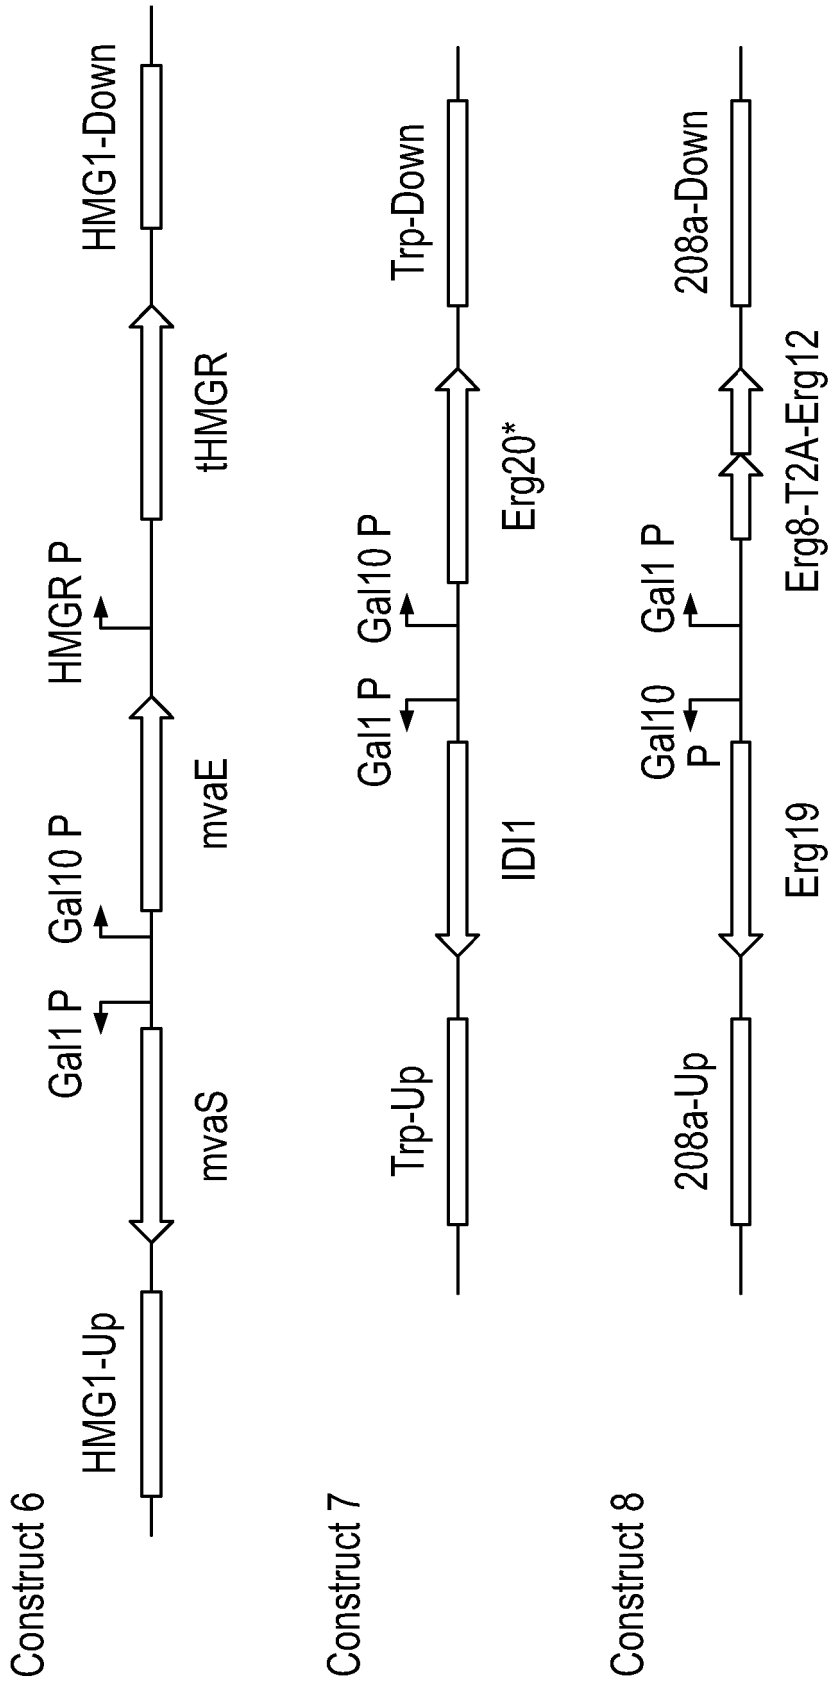 Construct 6
HMG1-Up
mvaS
Gal1 P
Gal10 P
mvaE
HMGR P
tHMGR
HMG1-Down
Construct 7
Trp-Up
IDI1
Gal1 P
Gal10 P
Erg20*
Trp-Down
Construct 8
208a-Up
Erg19
Gal10
P
Gal1 P
Erg8-T2A-Erg12
208a-Down